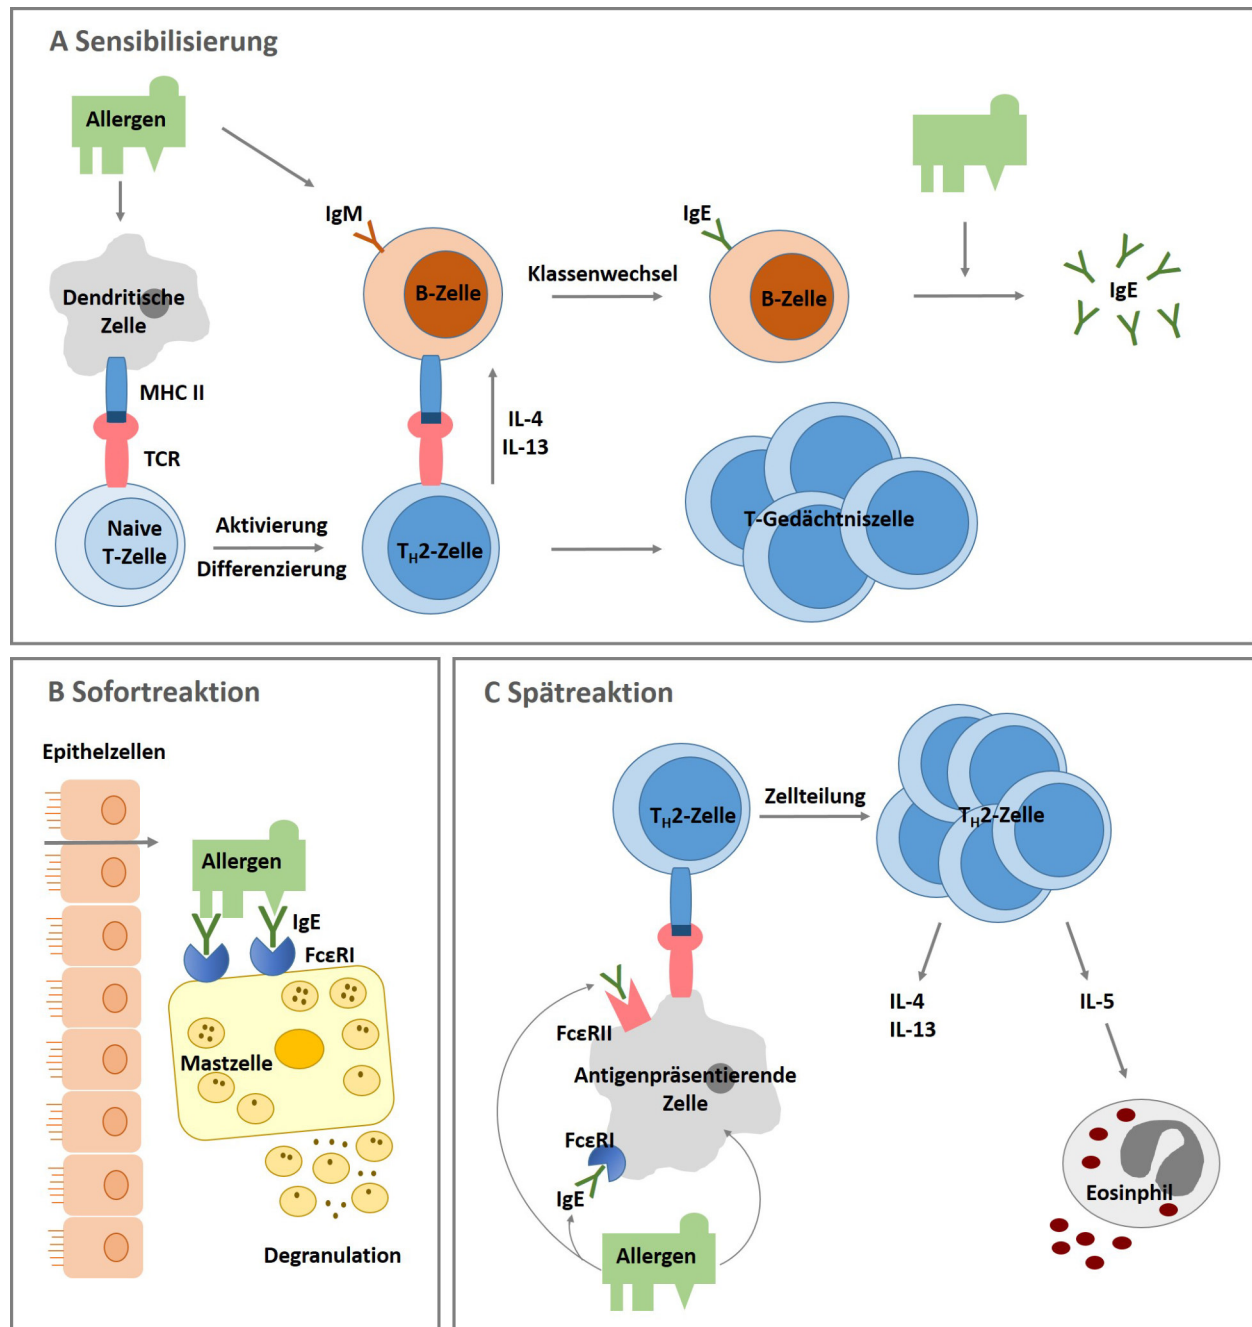 A Sensibilisierung
Allergen
IgM
IgE
Dendritische
Zelle
B-Zelle
Klassenwechsel
B-Zelle
IgE
MHC II
TCR
IL-4
IL-13
Naive
T-Zelle
Aktivierung
Differenzierung
TH2-Zelle
T-Gedächtniszelle
B Sofortreaktion
Epithelzellen
Allergen
IgE
FcεRI
Mastzelle
Degranulation
C Spätreaktion
TH2-Zelle
Zellteilung
TH2-Zelle
IL-4
IL-13
IL-5
FcεRII
Antigenpräsentierende
Zelle
FcεRI
IgE
Allergen
Eosinphil